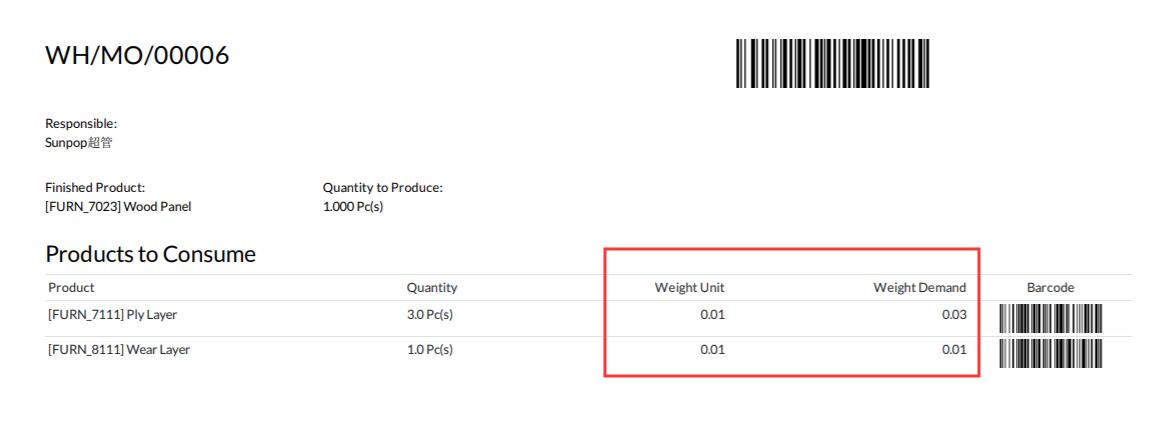 WH/MO/00006
Responsible:
Sunpop超管
Finished Product: Quantity to Produce:
[FURN_7023] Wood Panel 1.000 Pc(s)
Products to Consume
Product Quantity Weight Unit Weight Demand Barcode
[FURN_7111] Ply Layer 3.0 Pc(s) 0.01 0.03
[FURN_8111] Wear Layer 1.0 Pc(s) 0.01 0.01